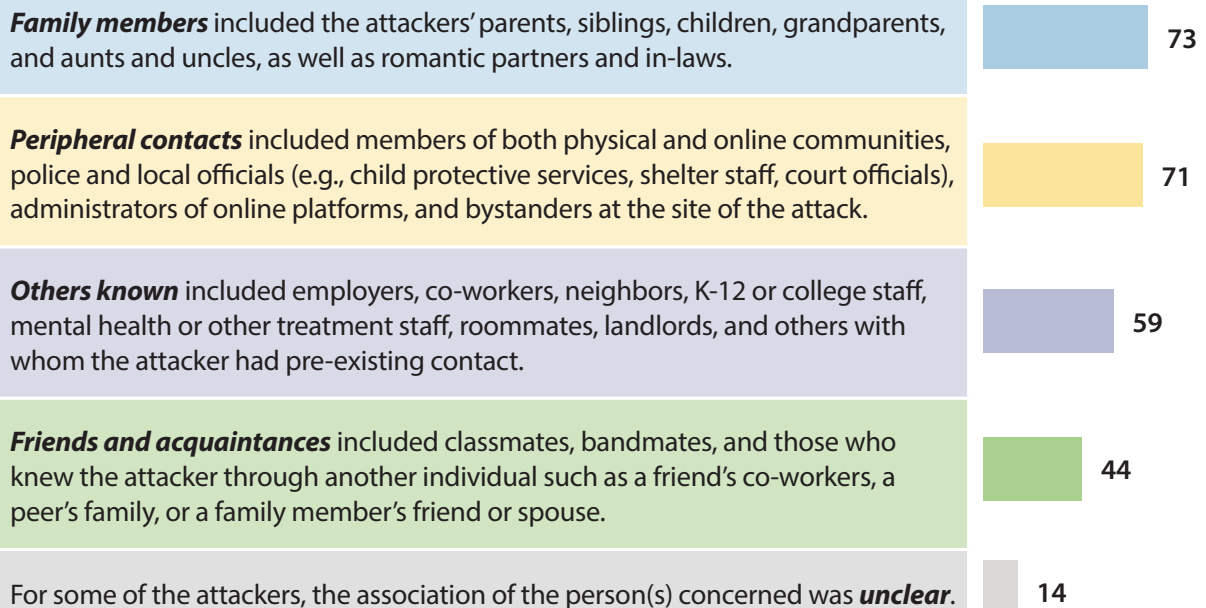 Family members included the attackers’ parents, siblings, children, grandparents,
and aunts and uncles, as well as romantic partners and in-laws.
73
Peripheral contacts included members of both physical and online communities,
police and local officials (e.g., child protective services, shelter staff, court officials),
administrators of online platforms, and bystanders at the site of the attack.
71
Others known included employers, co-workers, neighbors, K-12 or college staff,
mental health or other treatment staff, roommates, landlords, and others with
whom the attacker had pre-existing contact.
59
Friends and acquaintances included classmates, bandmates, and those who
knew the attacker through another individual such as a friend’s co-workers, a
peer’s family, or a family member’s friend or spouse.
44
For some of the attackers, the association of the person(s) concerned was unclear.
14